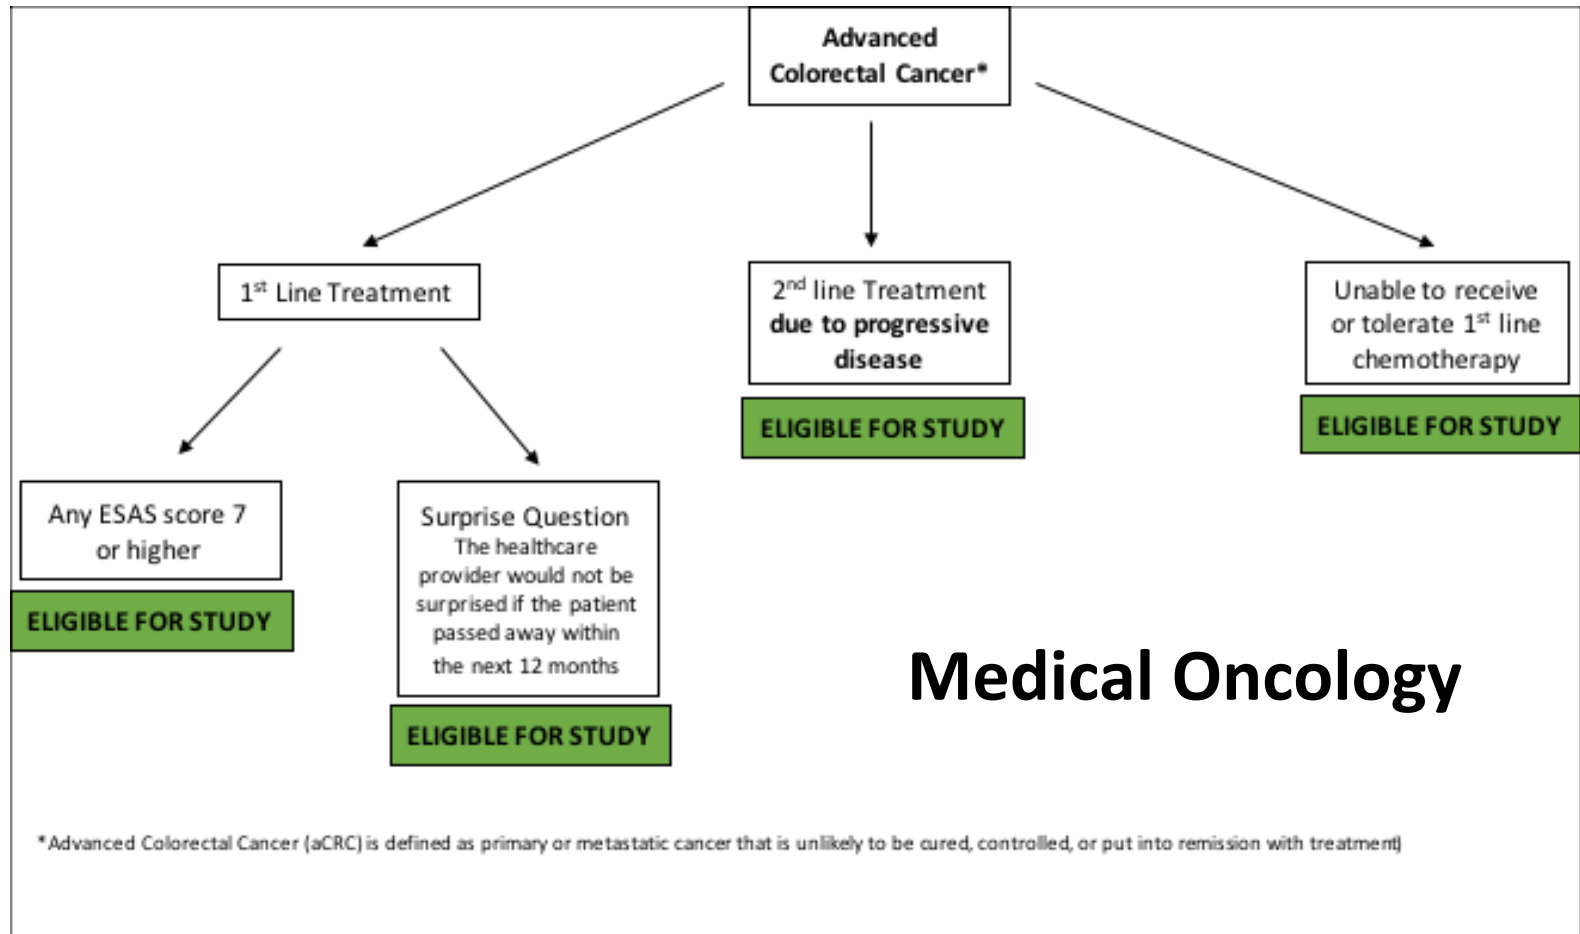 Advanced
Colorectal Cancer*
1st Line Treatment
2nd line Treatment
due to progressive
disease
ELIGIBLE FOR STUDY
Unable to receive
or tolerate 1st line
chemotherapy
ELIGIBLE FOR STUDY
Any ESAS score 7
or higher
ELIGIBLE FOR STUDY
Surprise Question
The healthcare
provider would not be
surprised if the patient
passed away within
the next 12 months
ELIGIBLE FOR STUDY
Medical Oncology
*Advanced Colorectal Cancer (aCRC) is defined as primary or metastatic cancer that is unlikely to be cured, controlled, or put into remission with treatment)